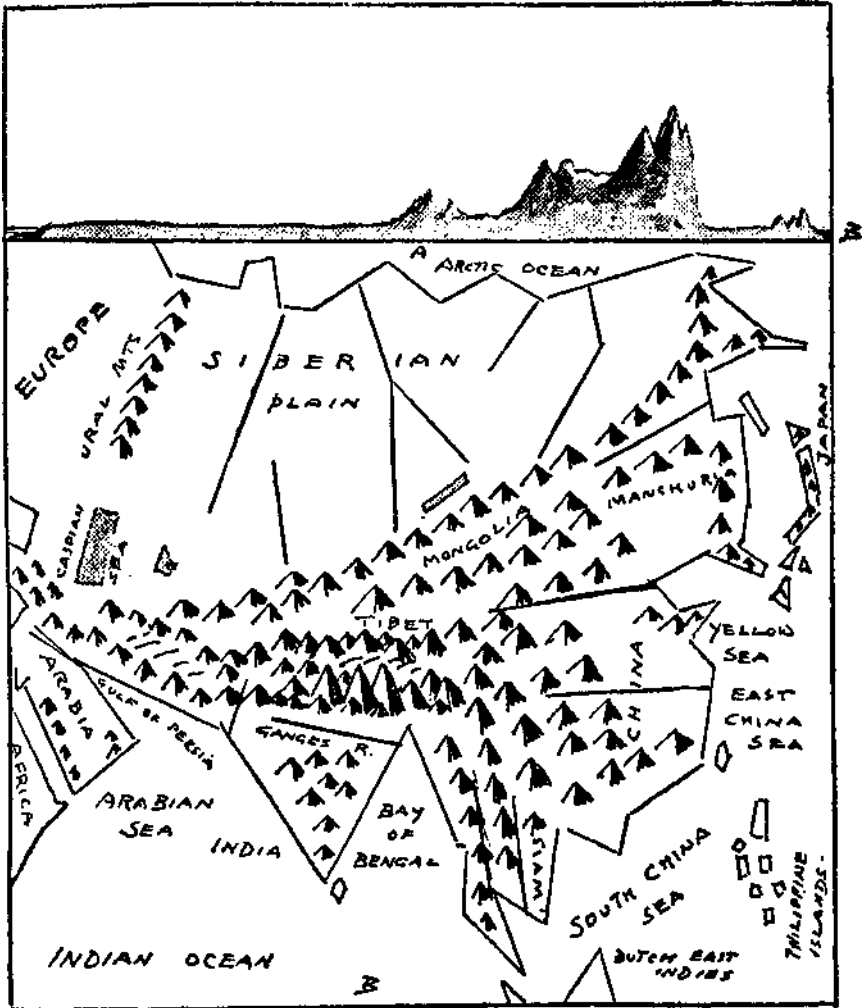 B
A
ARCTIC OCEAN
EUROPE
URAL MTS
SIBERIAN
PLAIN
JAPAN
MANCHURIA
MONGOLIA
CASPIAN
SEA
TIBET
YELLOW
SEA
CHINA
EAST
CHINA
SEA
ARABIA
GULF OF PERSIA
GANGES R.
AFRICA
ARABIAN
SEA
INDIA
BAY
OF
BENGAL
SIAM
SOUTH CHINA
SEA
PHILIPPINE
ISLANDS-
INDIAN OCEAN
B
DUTCH EAST
INDIES